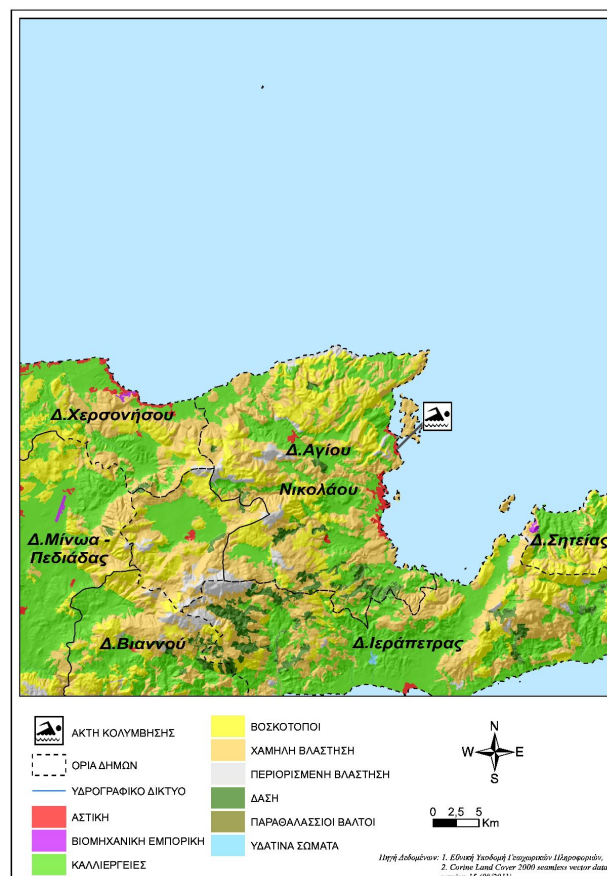 Δ.Χερσονήσου
Δ.Αγίου
Νικολάου
Δ.Μίνωα -
Πεδιάδας
Δ.Σητείας
Δ.Βιαννού
Δ.Ιεράπετρας
ΑΚΤΗ ΚΟΛΥΜΒΗΣΗΣ
ΟΡΙΑ ΔΗΜΩΝ
ΥΔΡΟΓΡΑΦΙΚΟ ΔΙΚΤΥΟ
ΑΣΤΙΚΗ
ΒΙΟΜΗΧΑΝΙΚΗ ΕΜΠΟΡΙΚΗ
ΚΑΛΛΙΕΡΓΕΙΕΣ
ΒΟΣΚΟΤΟΠΟΙ
ΧΑΜΗΛΗ ΒΛΑΣΤΗΣΗ
ΠΕΡΙΟΡΙΣΜΕΝΗ ΒΛΑΣΤΗΣΗ
ΔΑΣΗ
ΠΑΡΑΘΑΛΑΣΣΙΟΙ ΒΑΛΤΟΙ
ΥΔΑΤΙΝΑ ΣΩΜΑΤΑ
N
W E
S
0 2,5 5
Km
Πηγή Δεδομένων: 1. Εθνική Υποδομή Γεωχωρικών Πληροφοριών,
2. Corine Land Cover 2000 seamless vector data